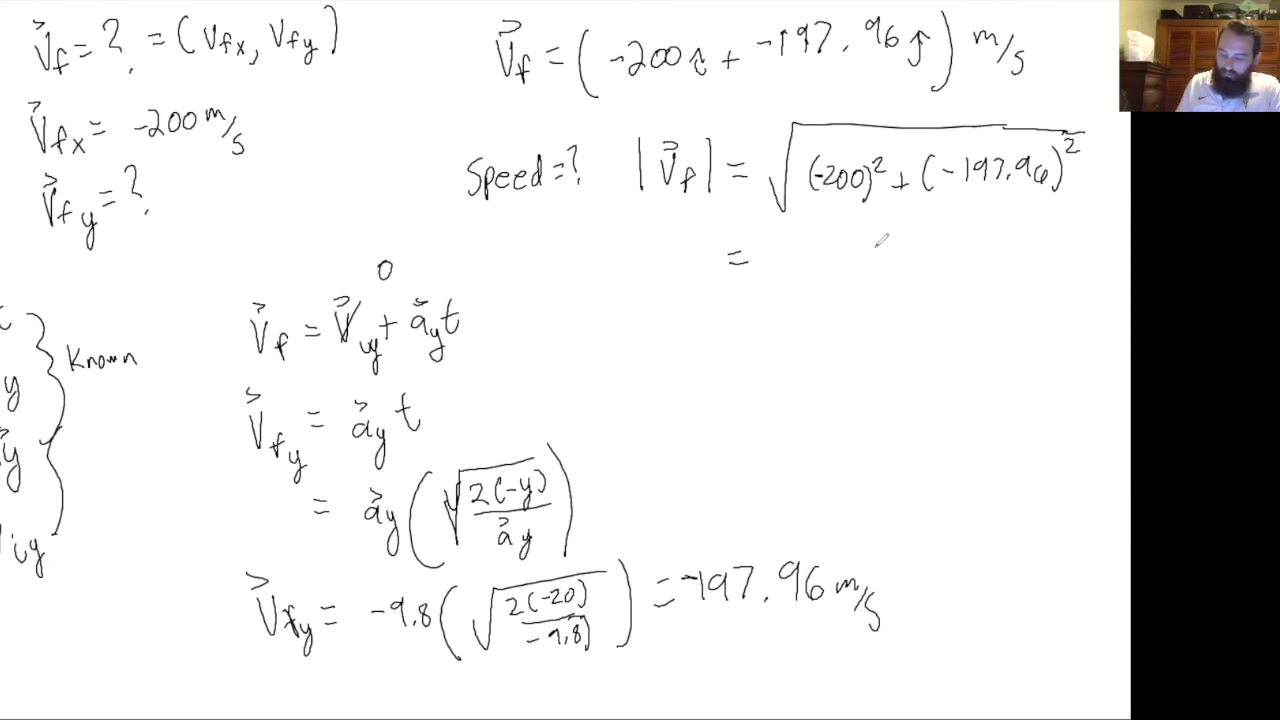 v⃗f = ? = (Vfx, Vfy)
v⃗fx = -200 m/s
v⃗fy = ?
v⃗f = (-200 î + -197.96 ĵ) m/s
Speed = ? |v⃗f| = √((-200)² + (-197.96)²)
=
} Known
y
y
iy
0
v⃗f = v⃗iy + a⃗y t
v⃗fy = a⃗y t
= a⃗y (√(2(-y)/a⃗y))
v⃗fy = -9.8 (√(2(-20)/-9.8)) = -197.96 m/s